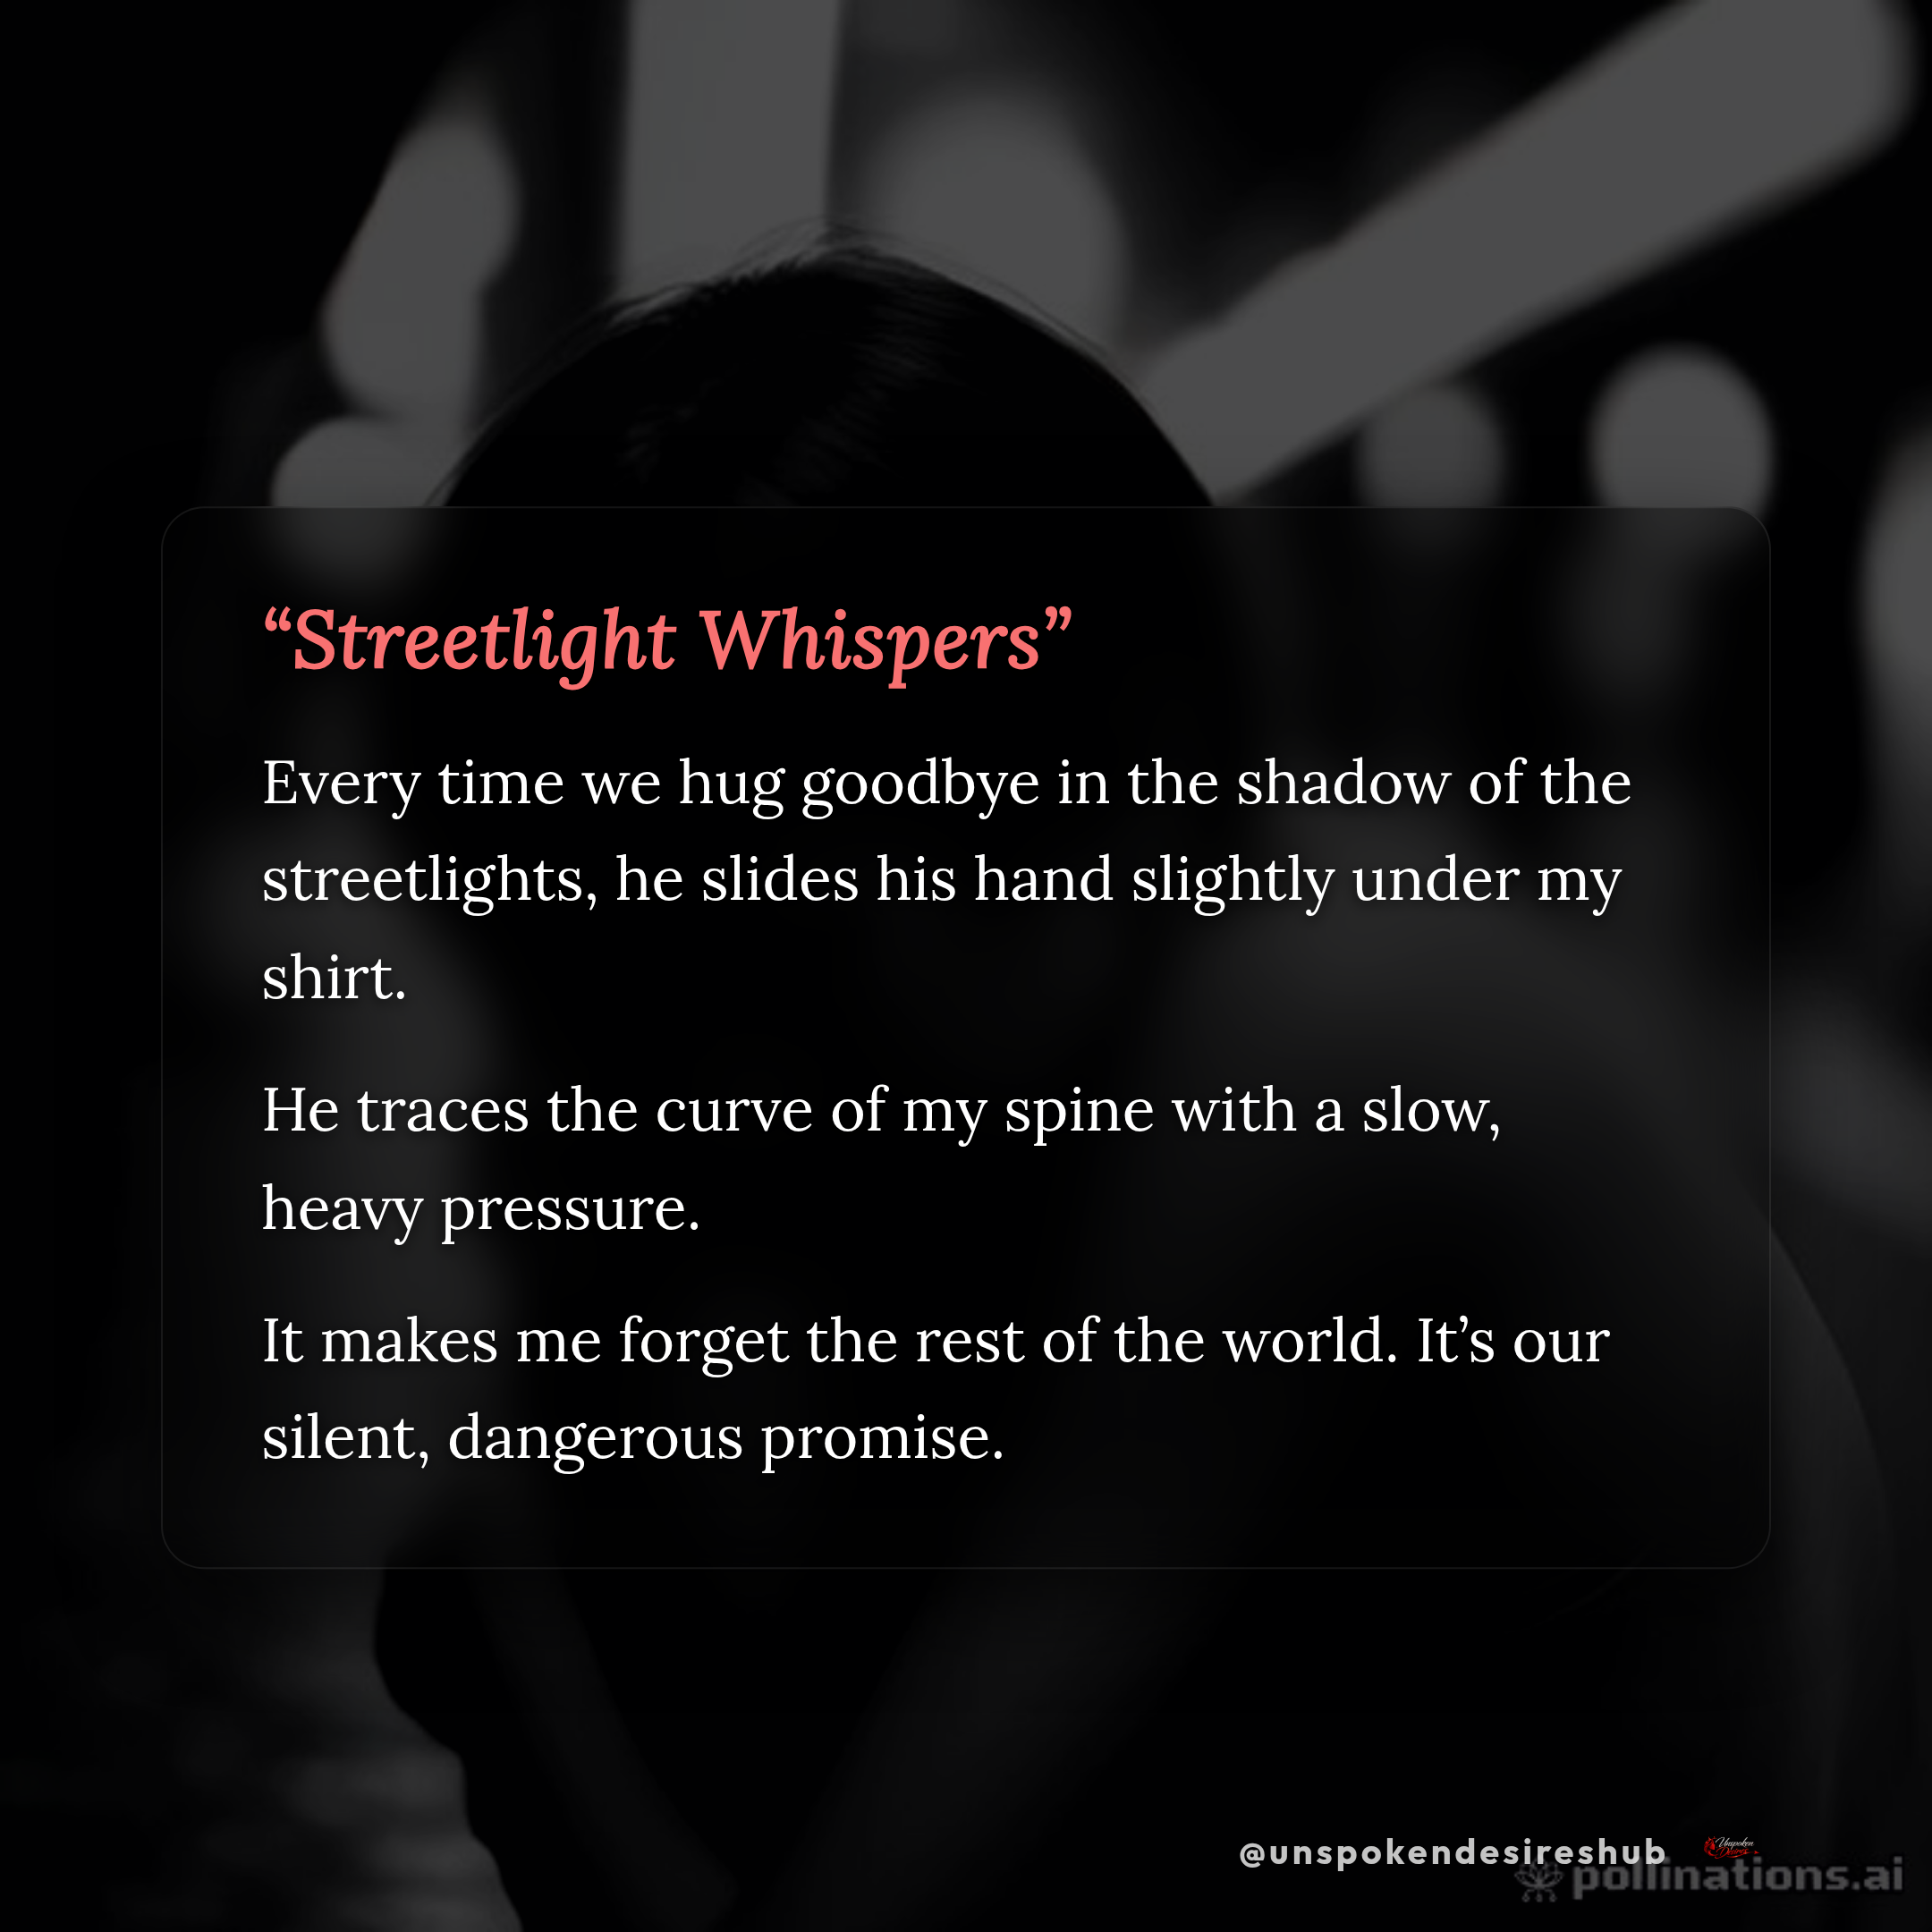 “Streetlight Whispers”
Every time we hug goodbye in the shadow of the
streetlights, he slides his hand slightly under my
shirt.
He traces the curve of my spine with a slow,
heavy pressure.
It makes me forget the rest of the world. It’s our
silent, dangerous promise.
@unspokendesireshub
Unspoken
Desires
pollinations.ai